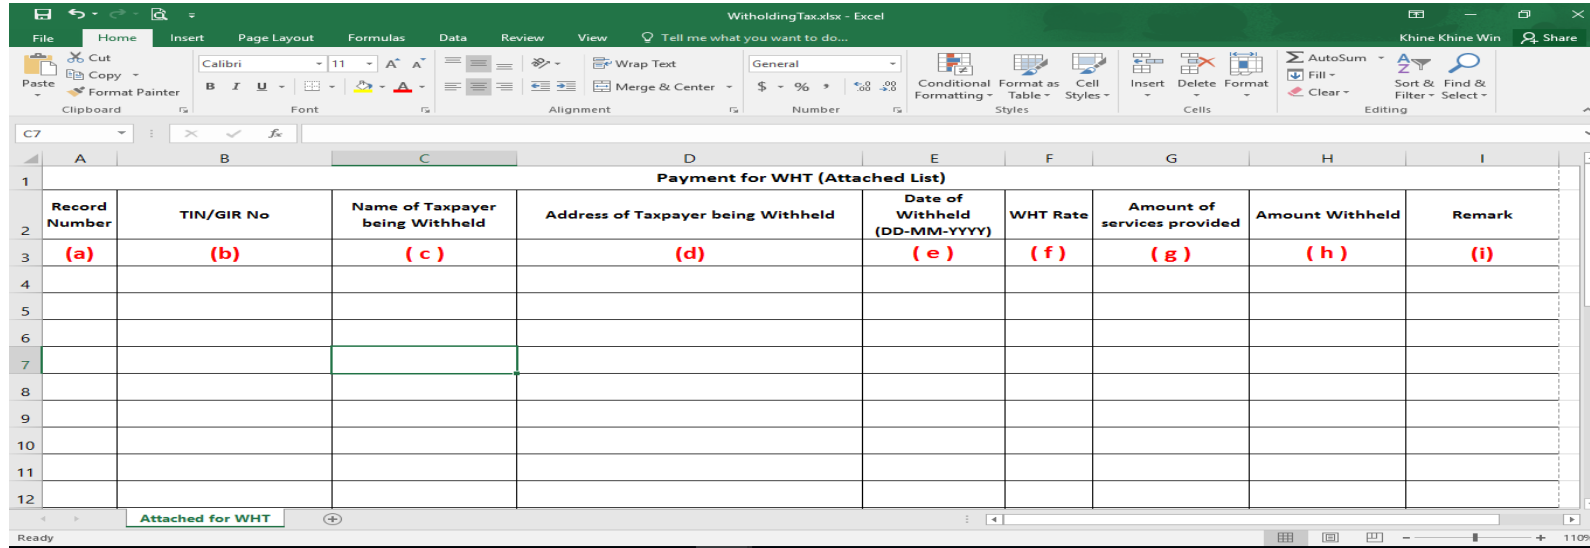 WitholdingTax.xlsx - Excel
File Home Insert Page Layout Formulas Data Review View Tell me what you want to do... Khine Khine Win Share
Cut
Copy
Format Painter
Paste
Calibri 11 A A
B I U A
Wrap Text
Merge & Center
General
$ % , .00 .0
Conditional Formatting
Format as Table
Cell Styles
Insert Delete Format
AutoSum
Fill
Clear
Sort & Filter
Find & Select
Clipboard Font Alignment Number Styles Cells Editing
C7 fx
A B C D E F G H I
1 Payment for WHT (Attached List)
2 Record Number TIN/GIR No Name of Taxpayer being Withheld Address of Taxpayer being Withheld Date of Withheld (DD-MM-YYYY) WHT Rate Amount of services provided Amount Withheld Remark
3 (a) (b) ( c ) (d) ( e ) ( f ) ( g ) ( h ) (i)
4
5
6
7
8
9
10
11
12
Attached for WHT
Ready 110%